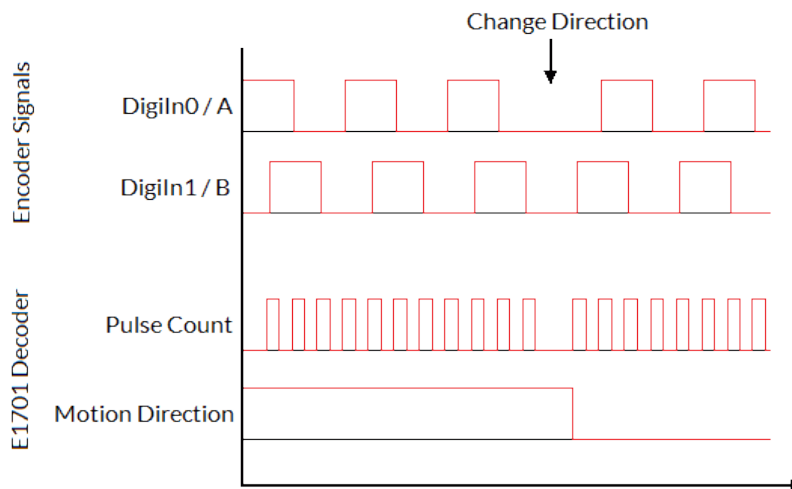 Change Direction
Encoder Signals
DigiIn0 / A
DigiIn1 / B
E1701 Decoder
Pulse Count
Motion Direction